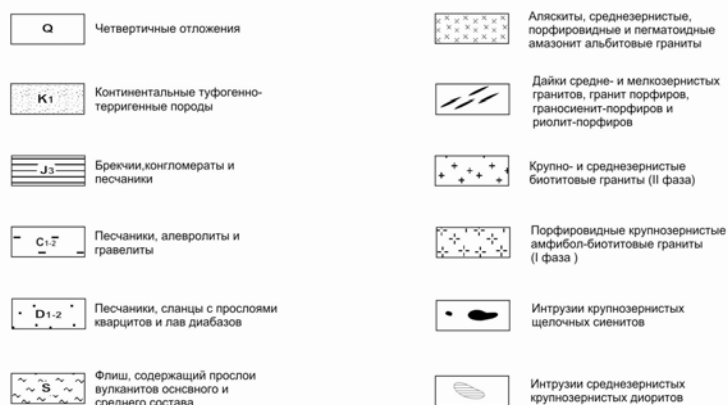 Q
Четвертичные отложения
K1
Континентальные туфогенно-
терригенные породы
J3
Брекчии,конгломераты и
песчаники
C1-2
Песчаники, алевролиты и
гравелиты
D1-2
Песчаники, сланцы с прослоями
кварцитов и лав диабазов
S
Флиш, содержащий прослои
вулканитов оснсвного и
среднего состава
Аляскиты, среднезернистые,
порфировидные и пегматоидные
амазонит альбитовые граниты
Дайки средне- и мелкозернистых
гранитов, гранит порфиров,
граносиенит-порфиров и
риолит-порфиров
Крупно- и среднезернистые
биотитовые граниты (II фаза)
Порфировидные крупнозернистые
амфибол-биотитовые граниты
(I фаза )
Интрузии крупнозернистых
щелочных сиенитов
Интрузии среднезернистых
крупнозернистых диоритов